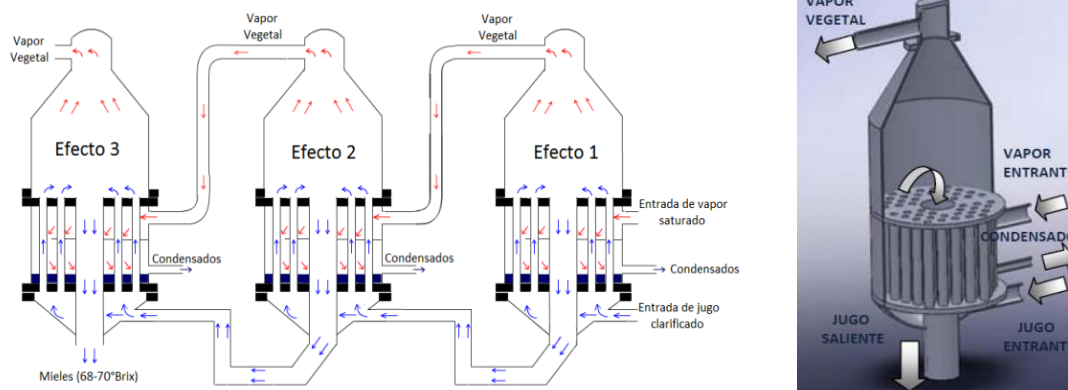 Vapor
Vegetal
Vapor
Vegetal
Vapor
Vegetal
Efecto 3
Efecto 2
Efecto 1
Entrada de vapor
saturado
Condensados
Condensados
Condensados
Entrada de jugo
clarificado
Mieles (68-70°Brix)
VAPOR
VEGETAL
VAPOR
ENTRANT
CONDENSADO
JUGO
SALIENTE
JUGO
ENTRANT